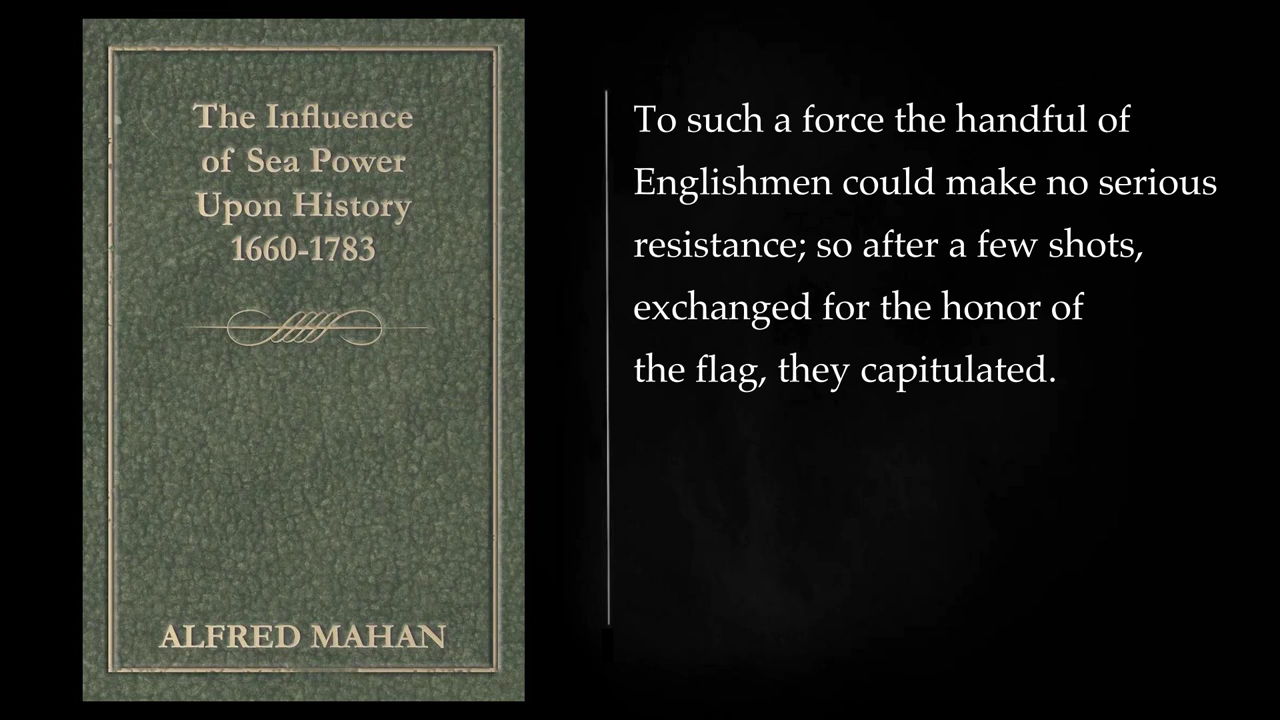 The Influence
of Sea Power
Upon History
1660-1783
ALFRED MAHAN
To such a force the handful of
Englishmen could make no serious
resistance; so after a few shots,
exchanged for the honor of
the flag, they capitulated.